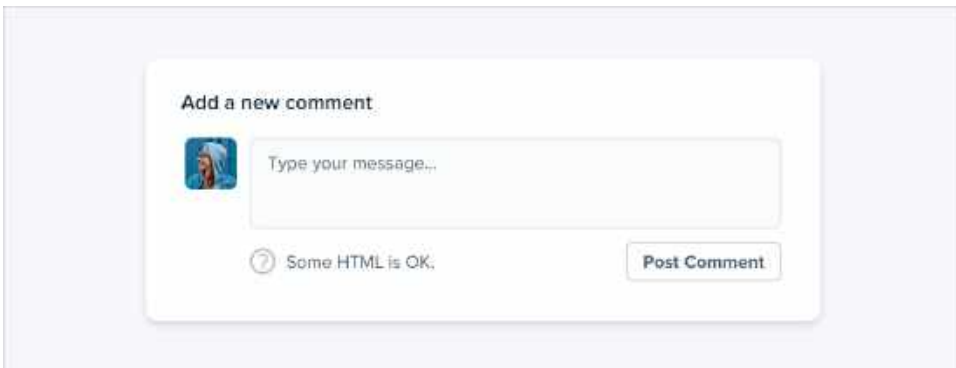 Add a new comment
Type your message...
? Some HTML is OK.
Post Comment